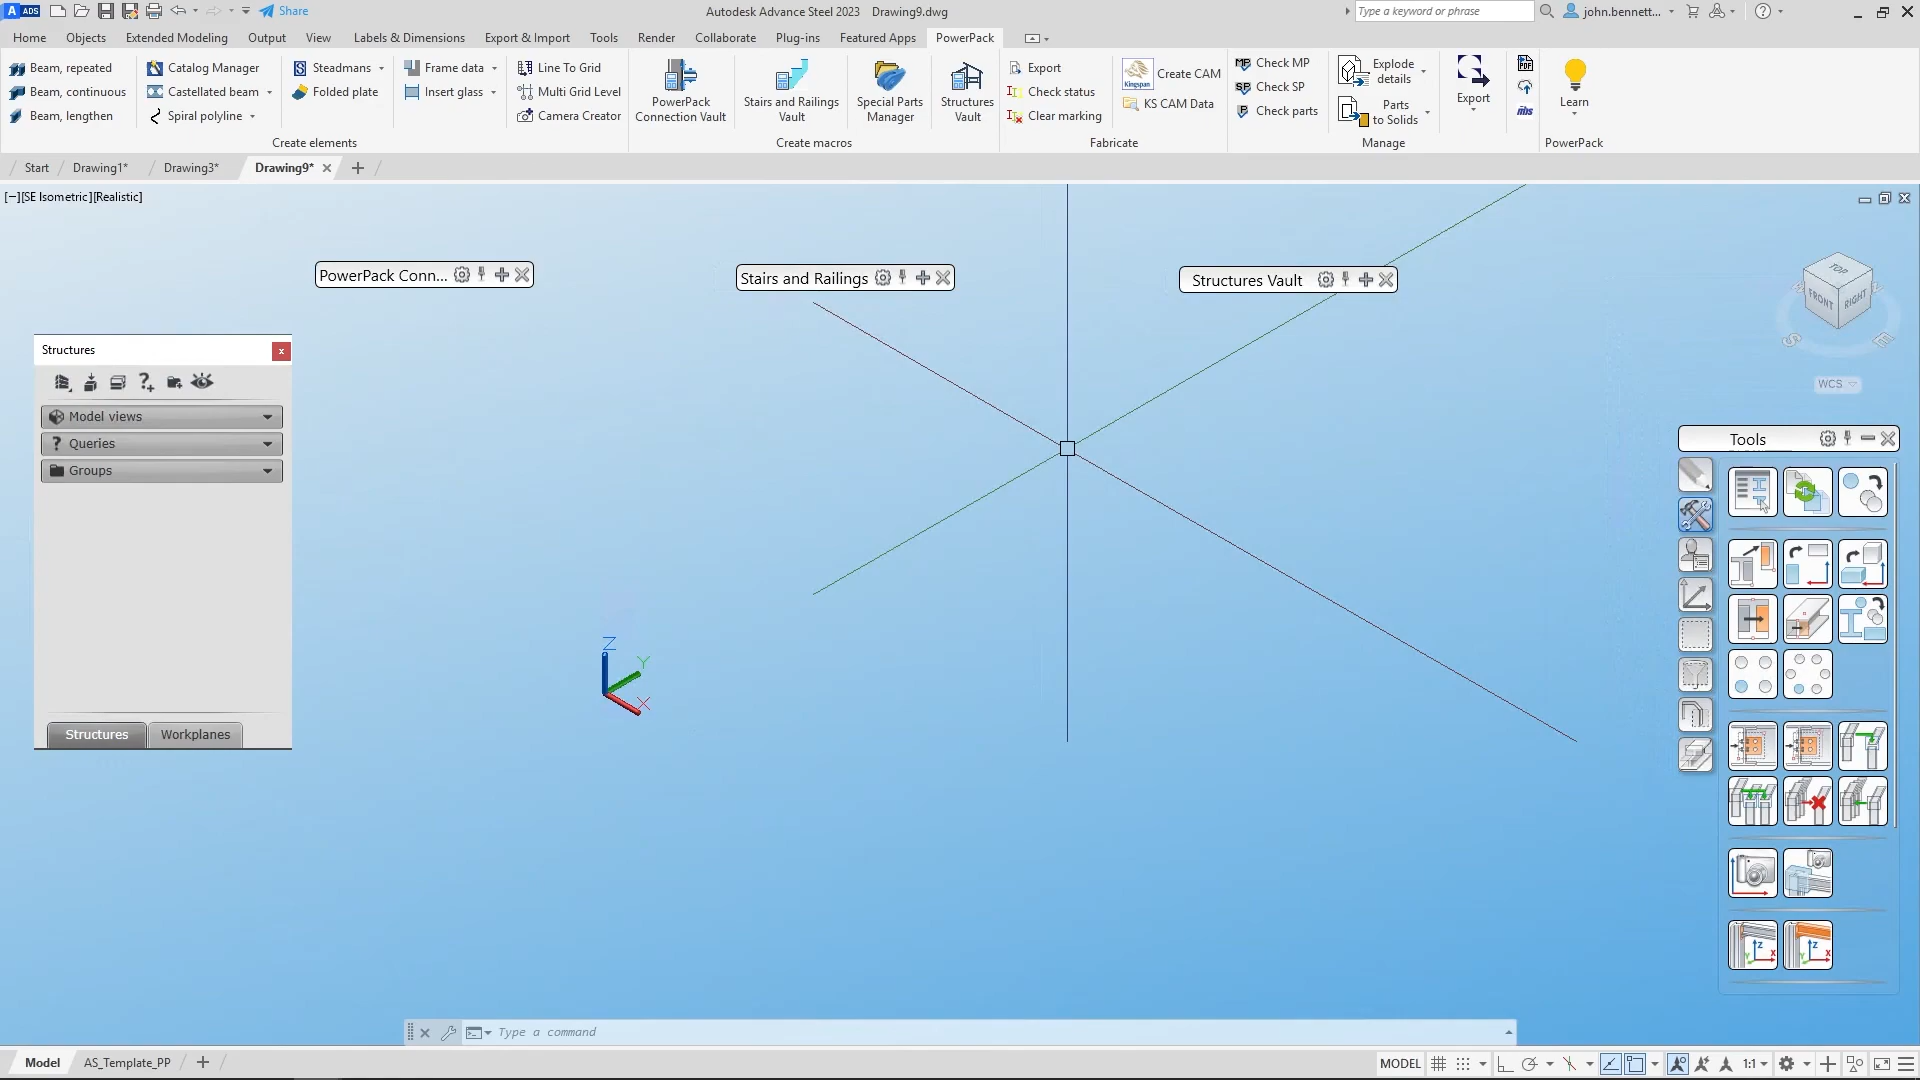 A ADS Share Autodesk Advance Steel 2023 Drawing9.dwg Type a keyword or phrase john.bennett...
Home Objects Extended Modeling Output View Labels & Dimensions Export & Import Tools Render Collaborate Plug-ins Featured Apps PowerPack
Beam, repeated
Beam, continuous
Beam, lengthen
Catalog Manager
Castellated beam
Spiral polyline
Steadmans
Folded plate
Create elements
Frame data
Insert glass
Line To Grid
Multi Grid Level
Camera Creator
PowerPack
Connection Vault
Stairs and Railings
Vault
Special Parts
Manager
Structures
Vault
Create macros
Export
Check status
Clear marking
Kingspan
Create CAM
KS CAM Data
Fabricate
MP Check MP
SP Check SP
P Check parts
Explode
details
Parts
to Solids
Export
Manage
PDF
nbs
Learn
PowerPack
Start Drawing1* Drawing3* Drawing9*
[−][SE Isometric][Realistic]
PowerPack Conn...
Stairs and Railings
Structures Vault
TOP
FRONT
RIGHT
S
E
WCS
Structures
Model views
Queries
Groups
Structures Workplanes
Z
Y
X
Tools
Type a command
Model AS_Template_PP
MODEL 1:1